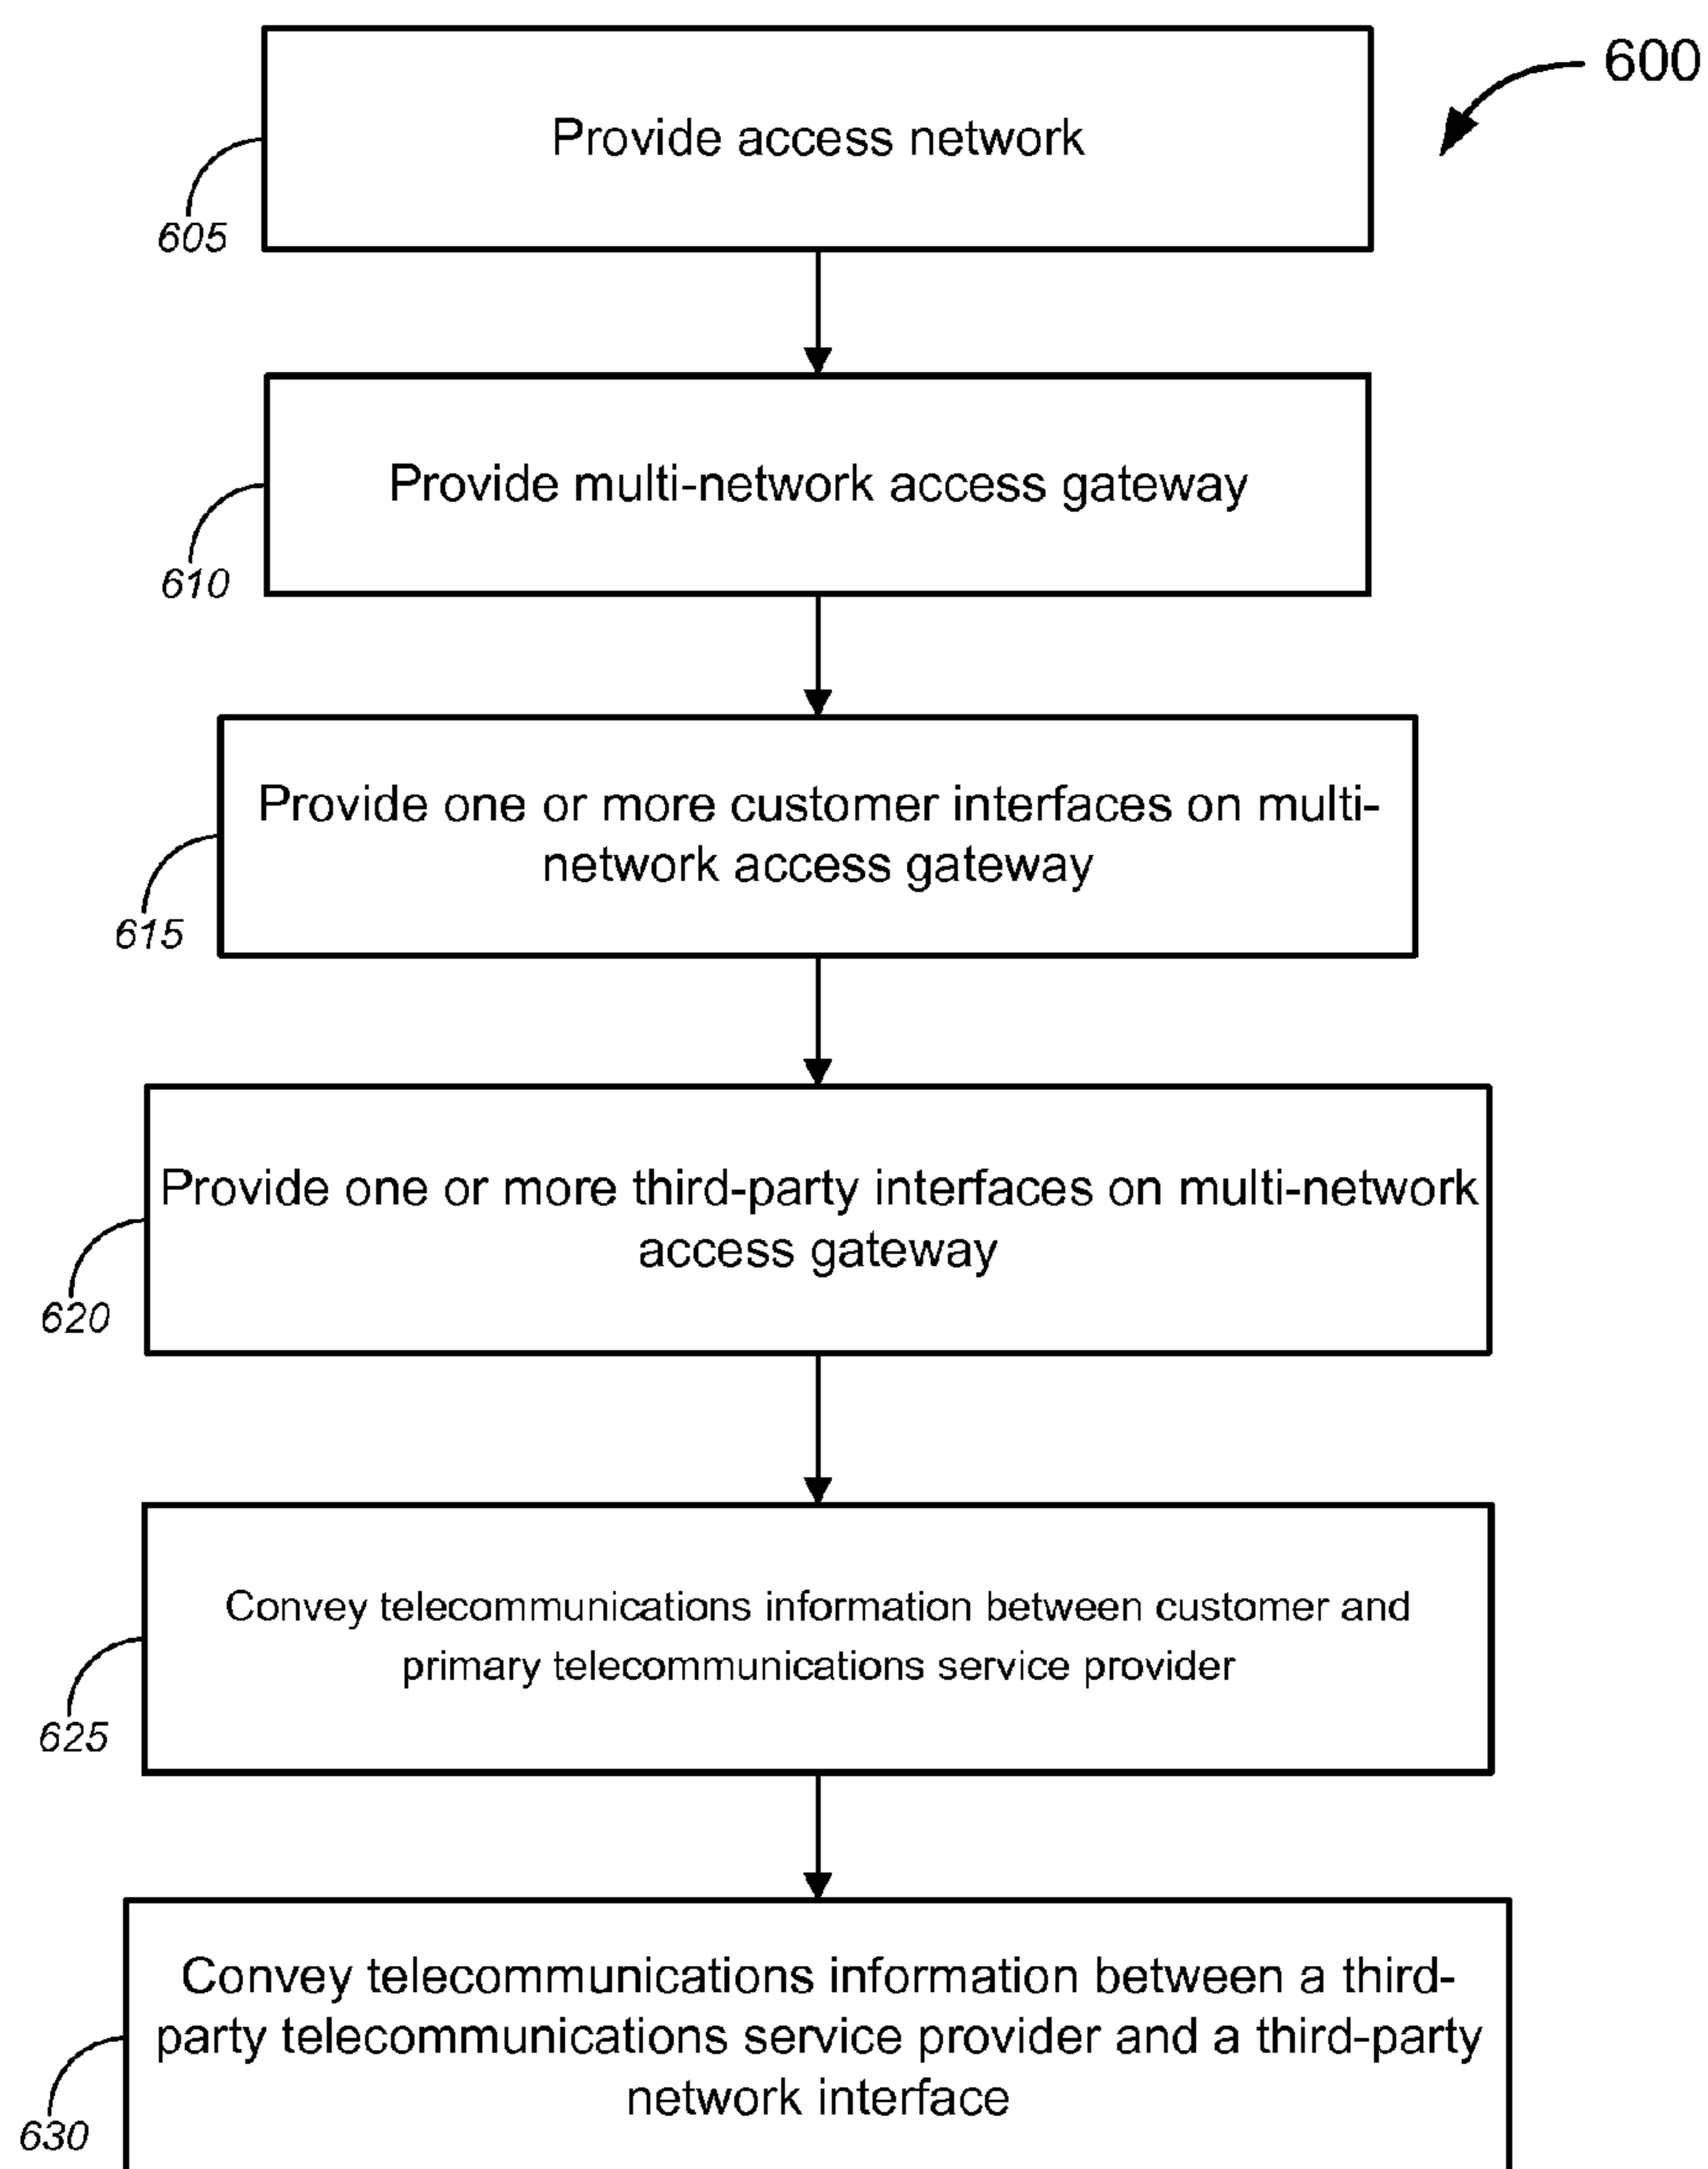 600
Provide access network
605
Provide multi-network access gateway
610
Provide one or more customer interfaces on multi-
network access gateway
615
Provide one or more third-party interfaces on multi-network
access gateway
620
Convey telecommunications information between customer and
primary telecommunications service provider
625
Convey telecommunications information between a third-
party telecommunications service provider and a third-party
network interface
630